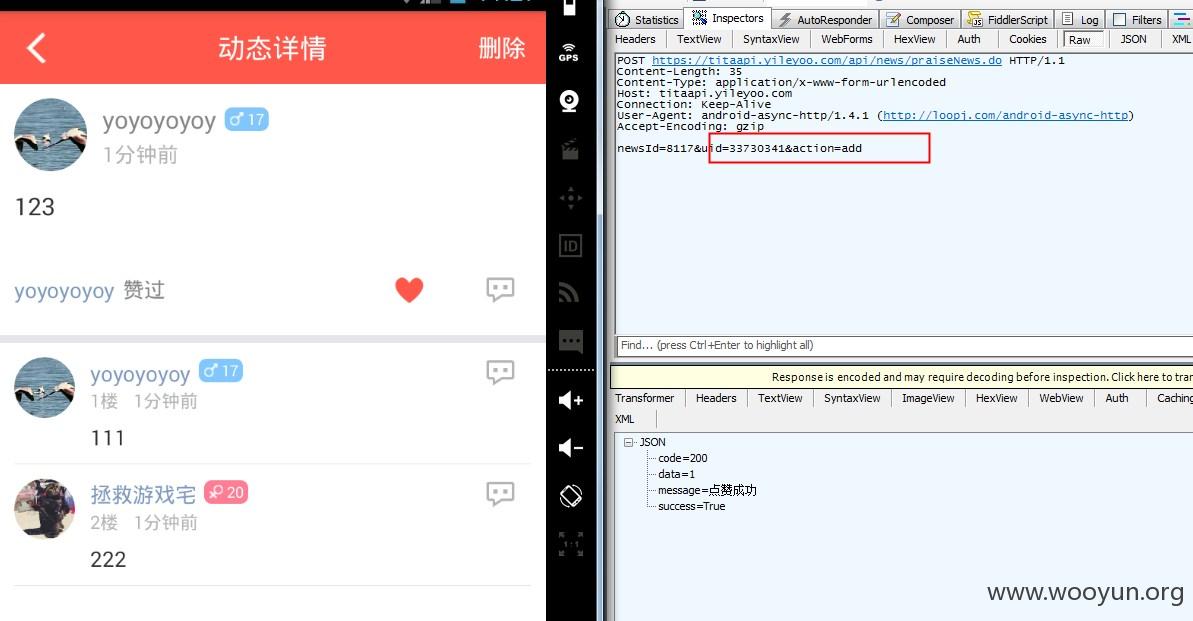 动态详情
删除
yoyoyoyoy ♂ 17
1分钟前
123
yoyoyoyoy 赞过
yoyoyoyoy ♂ 17
1楼 1分钟前
111
拯救游戏宅 ♀ 20
2楼 1分钟前
222
GPS
ID
1:1
Statistics Inspectors AutoResponder Composer FiddlerScript Log Filters
Headers TextView SyntaxView WebForms HexView Auth Cookies Raw JSON XML
POST https://titaapi.yileyoo.com/api/news/praiseNews.do HTTP/1.1
Content-Length: 35
Content-Type: application/x-www-form-urlencoded
Host: titaapi.yileyoo.com
Connection: Keep-Alive
User-Agent: android-async-http/1.4.1 (http://loopj.com/android-async-http)
Accept-Encoding: gzip
newsId=8117&uid=33730341&action=add
Find... (press Ctrl+Enter to highlight all)
Response is encoded and may require decoding before inspection. Click here to tran
Transformer Headers TextView SyntaxView ImageView HexView WebView Auth Caching
XML
JSON
code=200
data=1
message=点赞成功
success=True
www.wooyun.org